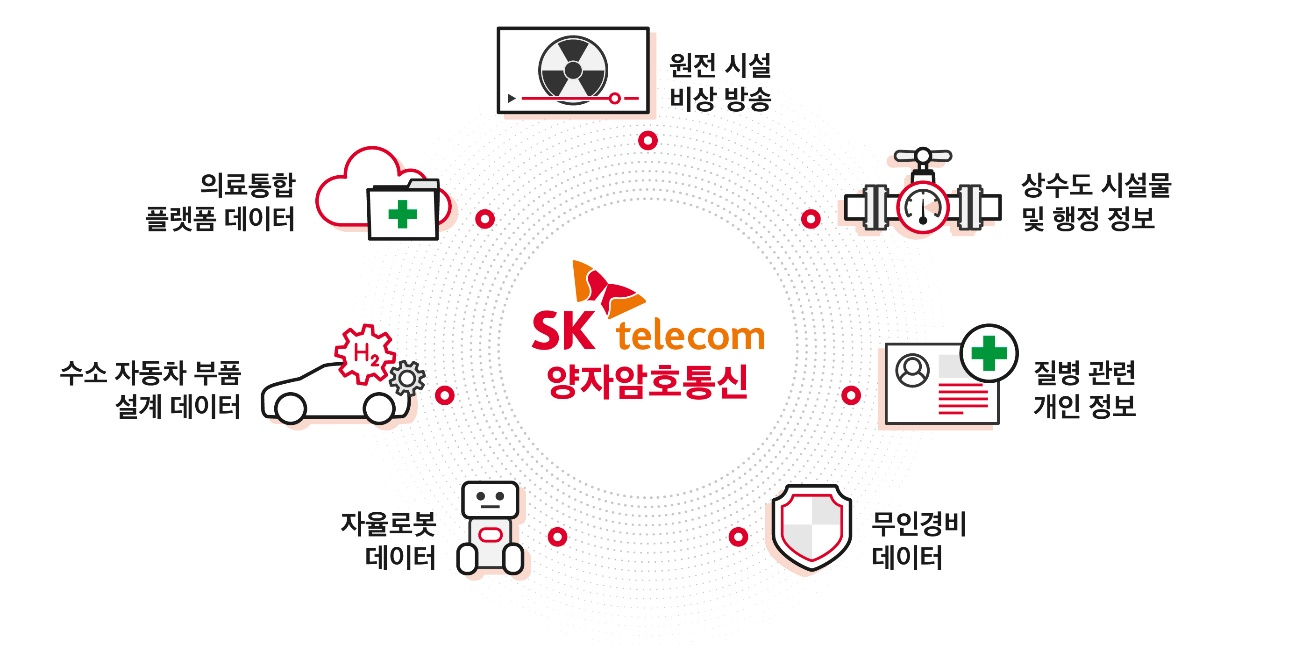 원전 시설
비상 방송
의료통합
플랫폼 데이터
상수도 시설물
및 행정 정보
SK telecom
양자암호통신
수소 자동차 부품
설계 데이터
H2
질병 관련
개인 정보
자율로봇
데이터
무인경비
데이터